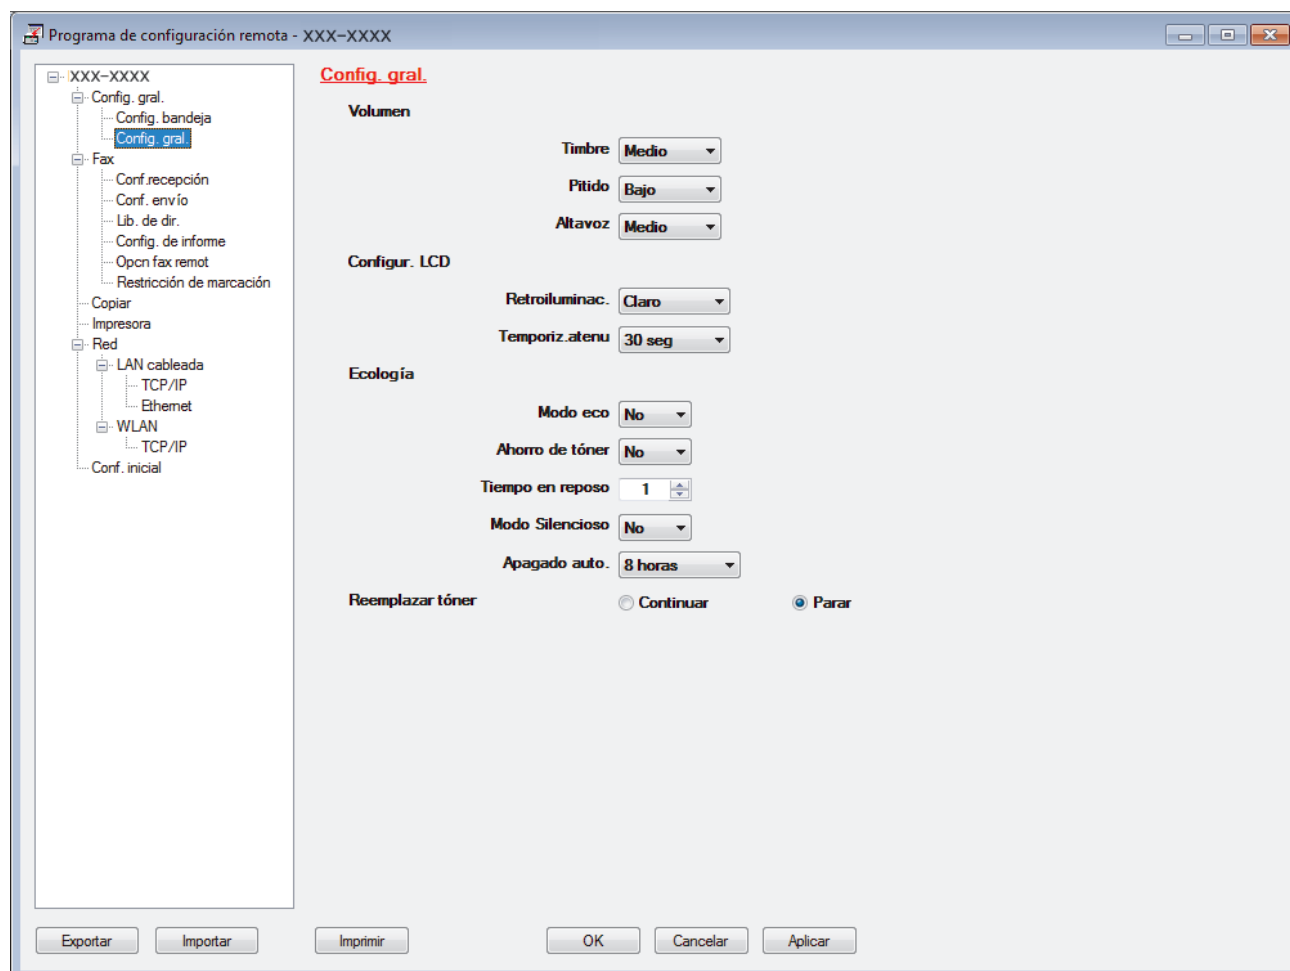 Programa de configuración remota - XXX-XXXX
XXX-XXXX
Config. gral.
Config. bandeja
Config. gral.
Fax
Conf.recepción
Conf. envío
Lib. de dir.
Config. de informe
Opcn fax remot
Restricción de marcación
Copiar
Impresora
Red
LAN cableada
TCP/IP
Ethernet
WLAN
TCP/IP
Conf. inicial
Config. gral.
Volumen
Timbre Medio
Pitido Bajo
Altavoz Medio
Configur. LCD
Retroiluminac. Claro
Temporiz.atenu 30 seg
Ecología
Modo eco No
Ahorro de tóner No
Tiempo en reposo 1
Modo Silencioso No
Apagado auto. 8 horas
Reemplazar tóner Continuar Parar
Exportar Importar Imprimir OK Cancelar Aplicar